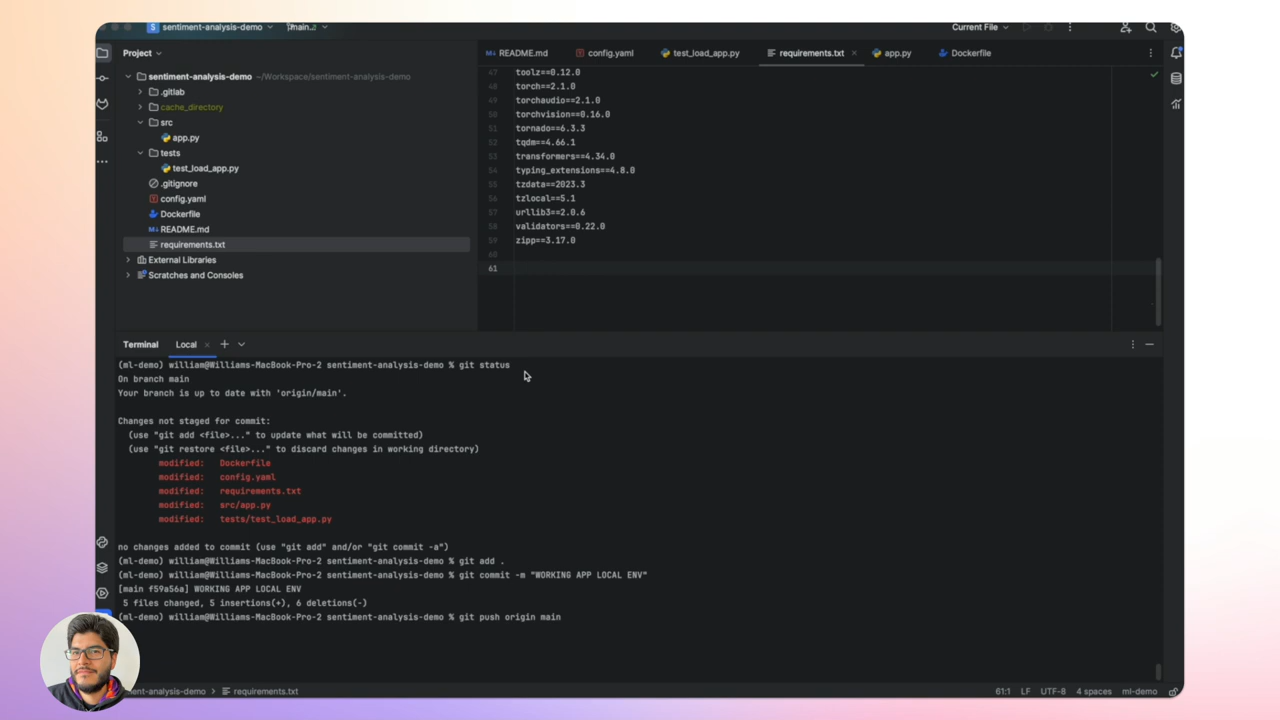 S sentiment-analysis-demo main Current File
Project
README.md config.yaml test_load_app.py requirements.txt app.py Dockerfile
sentiment-analysis-demo ~/Workspace/sentiment-analysis-demo
.gitlab
cache_directory
src
app.py
tests
test_load_app.py
.gitignore
config.yaml
Dockerfile
README.md
requirements.txt
External Libraries
Scratches and Consoles
47 toolz==0.12.0
48 torch==2.1.0
49 torchaudio==2.1.0
50 torchvision==0.16.0
51 tornado==6.3.3
52 tqdm==4.66.1
53 transformers==4.34.0
54 typing_extensions==4.8.0
55 tzdata==2023.3
56 tzlocal==5.1
57 urllib3==2.0.6
58 validators==0.22.0
59 zipp==3.17.0
60
61
Terminal Local
(ml-demo) william@Williams-MacBook-Pro-2 sentiment-analysis-demo % git status
On branch main
Your branch is up to date with 'origin/main'.
Changes not staged for commit:
(use "git add <file>..." to update what will be committed)
(use "git restore <file>..." to discard changes in working directory)
modified: Dockerfile
modified: config.yaml
modified: requirements.txt
modified: src/app.py
modified: tests/test_load_app.py
no changes added to commit (use "git add" and/or "git commit -a")
(ml-demo) william@Williams-MacBook-Pro-2 sentiment-analysis-demo % git add .
(ml-demo) william@Williams-MacBook-Pro-2 sentiment-analysis-demo % git commit -m "WORKING APP LOCAL ENV"
[main f59a56a] WORKING APP LOCAL ENV
5 files changed, 5 insertions(+), 6 deletions(-)
(ml-demo) william@Williams-MacBook-Pro-2 sentiment-analysis-demo % git push origin main
ent-analysis-demo > requirements.txt 61:1 LF UTF-8 4 spaces ml-demo